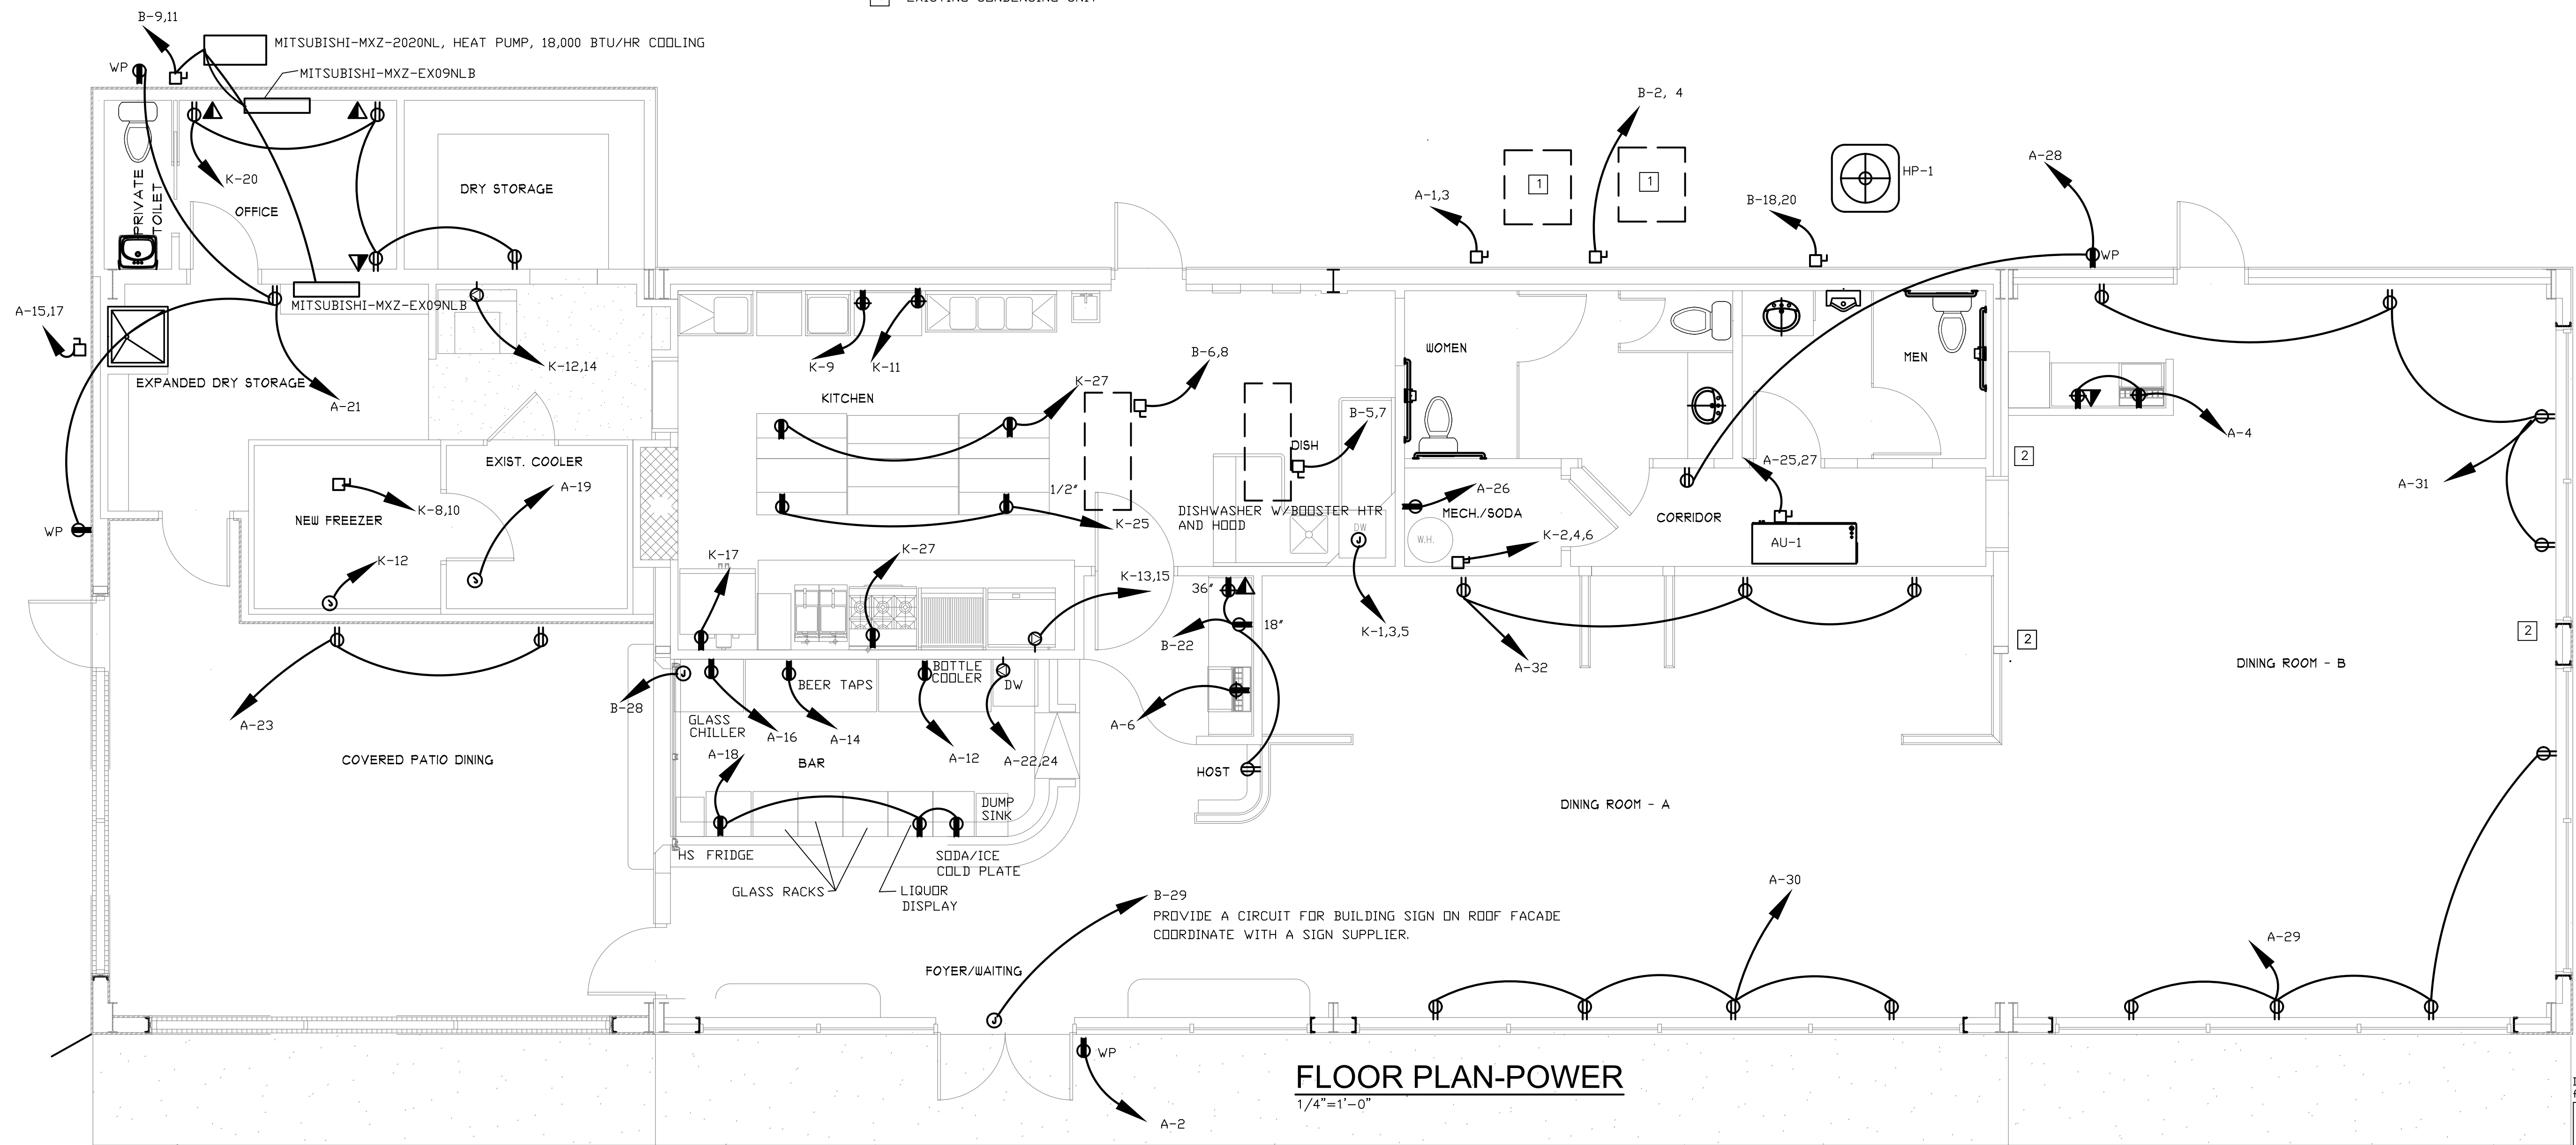 EXISTING CONDENSING UNIT
B-9,11
MITSUBISHI-MXZ-2020NL, HEAT PUMP, 18,000 BTU/HR COOLING
WP
MITSUBISHI-MXZ-EX09NLB
B-2, 4
K-20
DRY STORAGE
PRIVATE
TOILET
OFFICE
A-1,3
1
1
B-18,20
HP-1
A-28
WP
MITSUBISHI-MXZ-EX09NLB
A-15,17
EXPANDED DRY STORAGE
A-21
K-12,14
K-9
K-11
B-6,8
KITCHEN
K-27
WOMEN
MEN
B-5,7
DISH
A-4
EXIST. COOLER
A-19
1/2"
A-25,27
2
A-31
NEW FREEZER
K-8,10
K-25
DISHWASHER W/BOOSTER HTR
AND HOOD
DW
A-26
MECH./SODA
CORRIDOR
WP
W.H.
K-2,4,6
AU-1
K-12
K-17
K-27
K-13,15
36"
18"
K-1,3,5
B-22
A-32
2
2
DINING ROOM - B
BEER TAPS
BOTTLE
COOLER
DW
B-28
A-23
GLASS
CHILLER
A-16
A-14
A-6
A-12
A-22,24
COVERED PATIO DINING
A-18
BAR
HOST
DUMP
SINK
DINING ROOM - A
HS FRIDGE
SODA/ICE
COLD PLATE
GLASS RACKS
LIQUOR
DISPLAY
A-30
B-29
PROVIDE A CIRCUIT FOR BUILDING SIGN ON ROOF FACADE
COORDINATE WITH A SIGN SUPPLIER.
A-29
FOYER/WAITING
J
J
J
J
J
WP
FLOOR PLAN-POWER
1/4"=1'-0"
A-2